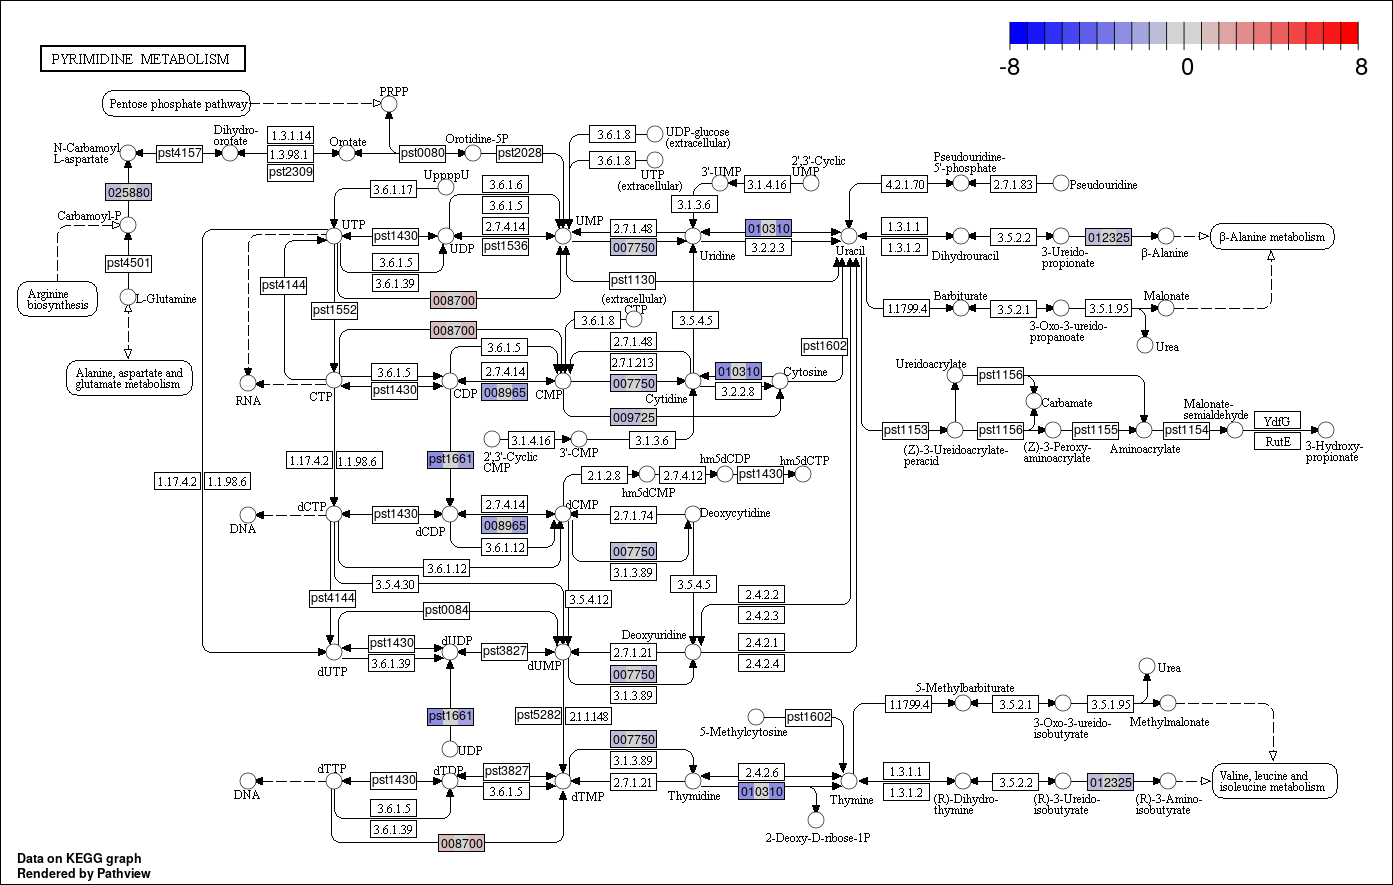 -8
0
8
PYRIMIDINE METABOLISM
Pentose phosphate pathway
PRPP
N-Carbamoyl
L-aspartate
pst4157
Dihydro-
orotate
1.3.1.14
1.3.98.1
pst2309
Orotate
pst0080
Orotidine-5P
pst2028
3.6.1.8
UDP-glucose
(extracellular)
3.6.1.8
UTP
(extracellular)
025880
Carbamoyl-P
pst4501
L-Glutamine
Arginine
biosynthesis
Alanine, aspartate and
glutamate metabolism
UppppU
3.6.1.17
3.6.1.6
3.6.1.5
2.7.4.14
pst1536
UTP
pst1430
UDP
3.6.1.5
3.6.1.39
UMP
3'-UMP
3.1.4.16
2',3'-Cyclic
UMP
3.1.3.6
2.7.1.48
007750
Uridine
010310
3.2.2.3
Uracil
pst1130
Pseudouridine-
5'-phosphate
4.2.1.70
2.7.1.83
Pseudouridine
1.3.1.1
1.3.1.2
Dihydrouracil
3.5.2.2
3-Ureido-
propionate
012325
β-Alanine
β-Alanine metabolism
Barbiturate
1.1799.4
3.5.2.1
3-Oxo-3-ureido-
propanoate
3.5.1.95
Malonate
Urea
pst4144
pst1552
008700
008700
(extracellular)
CTP
3.6.1.8
3.5.4.5
RNA
CTP
3.6.1.5
pst1430
CDP
3.6.1.5
2.7.4.14
008965
CMP
2.7.1.48
2.7.1.213
007750
Cytidine
010310
3.2.2.8
Cytosine
pst1602
009725
Ureidoacrylate
pst1156
Carbamate
pst1153
(Z)-3-Ureidoacrylate-
peracid
pst1156
(Z)-3-Peroxy-
aminoacrylate
pst1155
Aminoacrylate
pst1154
Malonate-
semialdehyde
YdfG
RutE
3-Hydroxy-
propionate
2',3'-Cyclic
CMP
3.1.4.16
3'-CMP
3.1.3.6
1.17.4.2
1.1.98.6
1.17.4.2
1.1.98.6
pst1661
2.1.2.8
hm5dCMP
2.7.4.12
hm5dCDP
pst1430
hm5dCTP
DNA
dCTP
pst1430
dCDP
2.7.4.14
008965
3.6.1.12
dCMP
2.7.1.74
Deoxycytidine
007750
3.1.3.89
3.6.1.12
3.5.4.30
3.5.4.12
3.5.4.5
pst4144
pst0084
2.4.2.2
2.4.2.3
dUTP
pst1430
3.6.1.39
dUDP
pst3827
dUMP
Deoxyuridine
2.7.1.21
007750
3.1.3.89
2.4.2.1
2.4.2.4
pst1661
UDP
pst5282
2.1.1.148
5-Methylcytosine
pst1602
5-Methylbarbiturate
1.1799.4
3.5.2.1
3-Oxo-3-ureido-
isobutyrate
3.5.1.95
Methylmalonate
Urea
DNA
dTTP
pst1430
3.6.1.5
3.6.1.39
dTDP
pst3827
3.6.1.5
dTMP
007750
3.1.3.89
2.7.1.21
Thymidine
2.4.2.6
010310
Thymine
2-Deoxy-D-ribose-1P
1.3.1.1
1.3.1.2
(R)-Dihydro-
thymine
3.5.2.2
(R)-3-Ureido-
isobutyrate
012325
(R)-3-Amino-
isobutyrate
Valine, leucine and
isoleucine metabolism
008700
Data on KEGG graph
Rendered by Pathview